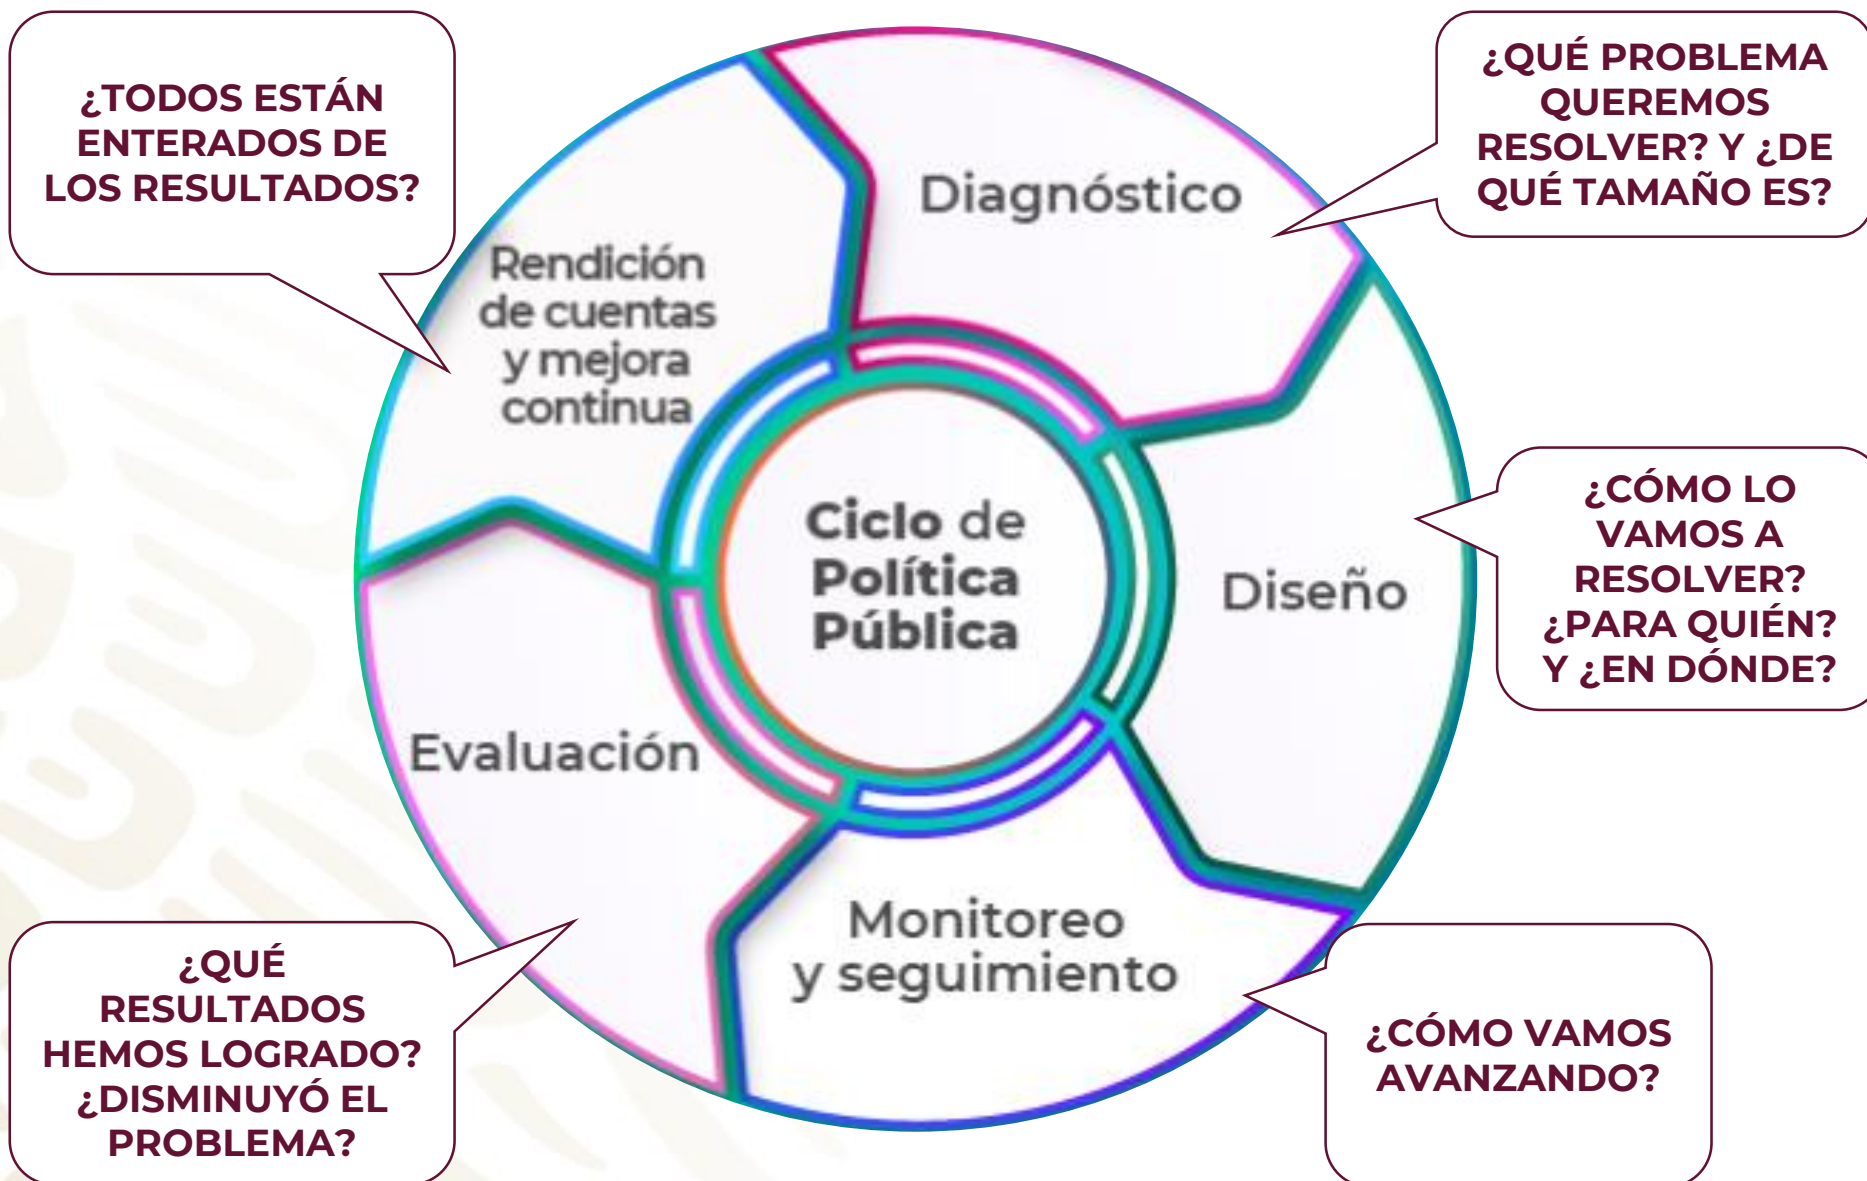 ¿TODOS ESTÁN
ENTERADOS DE
LOS RESULTADOS?
¿QUÉ PROBLEMA
QUEREMOS
RESOLVER? Y ¿DE
QUÉ TAMAÑO ES?
Diagnóstico
Rendición
de cuentas
y mejora
continua
Ciclo de
Política
Pública
Diseño
¿CÓMO LO
VAMOS A
RESOLVER?
¿PARA QUIÉN?
Y ¿EN DÓNDE?
Evaluación
Monitoreo
y seguimiento
¿QUÉ
RESULTADOS
HEMOS LOGRADO?
¿DISMINUYÓ EL
PROBLEMA?
¿CÓMO VAMOS
AVANZANDO?